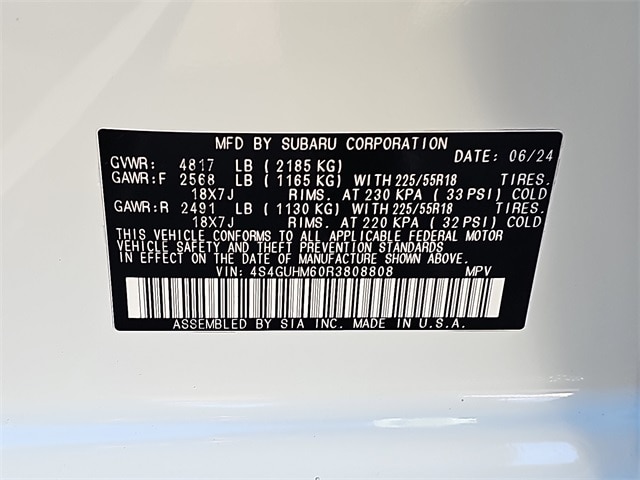 MFD BY SUBARU CORPORATION
GVWR: 4817 LB (2185 KG) DATE: 06/24
GAWR:F 2568 LB (1165 KG) WITH 225/55R18 TIRES.
18X7J RIMS. AT 230 KPA (33 PSI) COLD
GAWR:R 2491 LB (1130 KG) WITH 225/55R18 TIRES.
18X7J RIMS. AT 220 KPA (32 PSI) COLD
THIS VEHICLE CONFORMS TO ALL APPLICABLE FEDERAL MOTOR
VEHICLE SAFETY AND THEFT PREVENTION STANDARDS
IN EFFECT ON THE DATE OF MANUFACTURE SHOWN ABOVE.
VIN: 4S4GUHM60R3808808 MPV
ASSEMBLED BY SIA INC. MADE IN U.S.A.